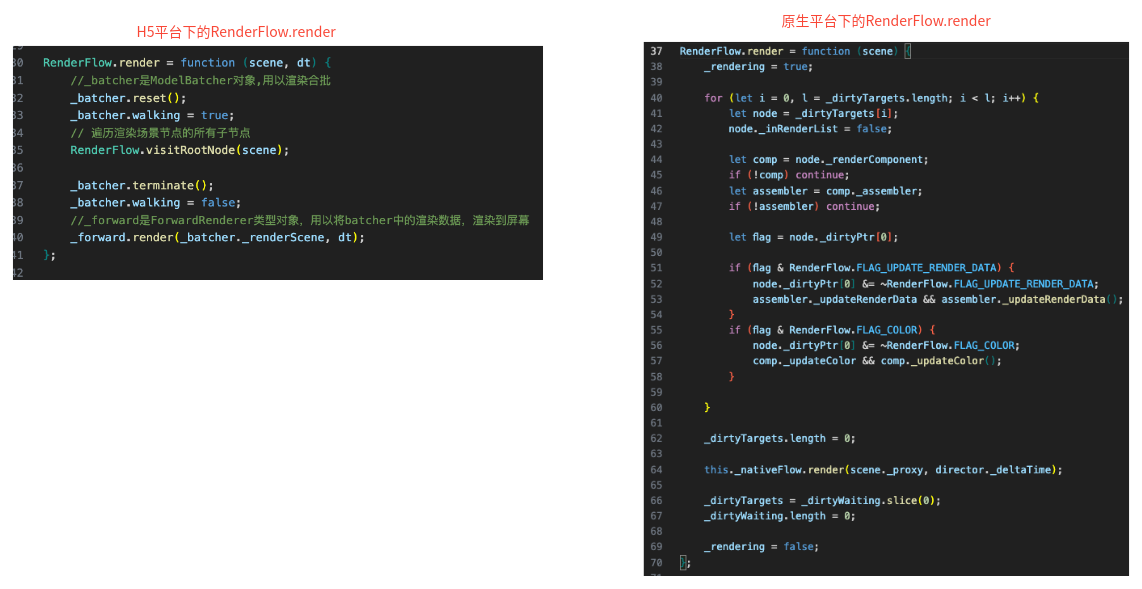 H5平台下的RenderFlow.render
30 RenderFlow.render = function (scene, dt) {
31 //_batcher是ModelBatcher对象,用以渲染合批
32 _batcher.reset();
33 _batcher.walking = true;
34 // 遍历渲染场景节点的所有子节点
35 RenderFlow.visitRootNode(scene);
36
37 _batcher.terminate();
38 _batcher.walking = false;
39 //_forward是ForwardRenderer类型对象，用以将batcher中的渲染数据，渲染到屏幕
40 _forward.render(_batcher._renderScene, dt);
41 };
42
原生平台下的RenderFlow.render
37 RenderFlow.render = function (scene) {
38 _rendering = true;
39
40 for (let i = 0, l = _dirtyTargets.length; i < l; i++) {
41 let node = _dirtyTargets[i];
42 node._inRenderList = false;
43
44 let comp = node._renderComponent;
45 if (!comp) continue;
46 let assembler = comp._assembler;
47 if (!assembler) continue;
48
49 let flag = node._dirtyPtr[0];
50
51 if (flag & RenderFlow.FLAG_UPDATE_RENDER_DATA) {
52 node._dirtyPtr[0] &= ~RenderFlow.FLAG_UPDATE_RENDER_DATA;
53 assembler._updateRenderData && assembler._updateRenderData();
54 }
55 if (flag & RenderFlow.FLAG_COLOR) {
56 node._dirtyPtr[0] &= ~RenderFlow.FLAG_COLOR;
57 comp._updateColor && comp._updateColor();
58 }
59
60 }
61
62 _dirtyTargets.length = 0;
63
64 this._nativeFlow.render(scene._proxy, director._deltaTime);
65
66 _dirtyTargets = _dirtyWaiting.slice(0);
67 _dirtyWaiting.length = 0;
68
69 _rendering = false;
70 };